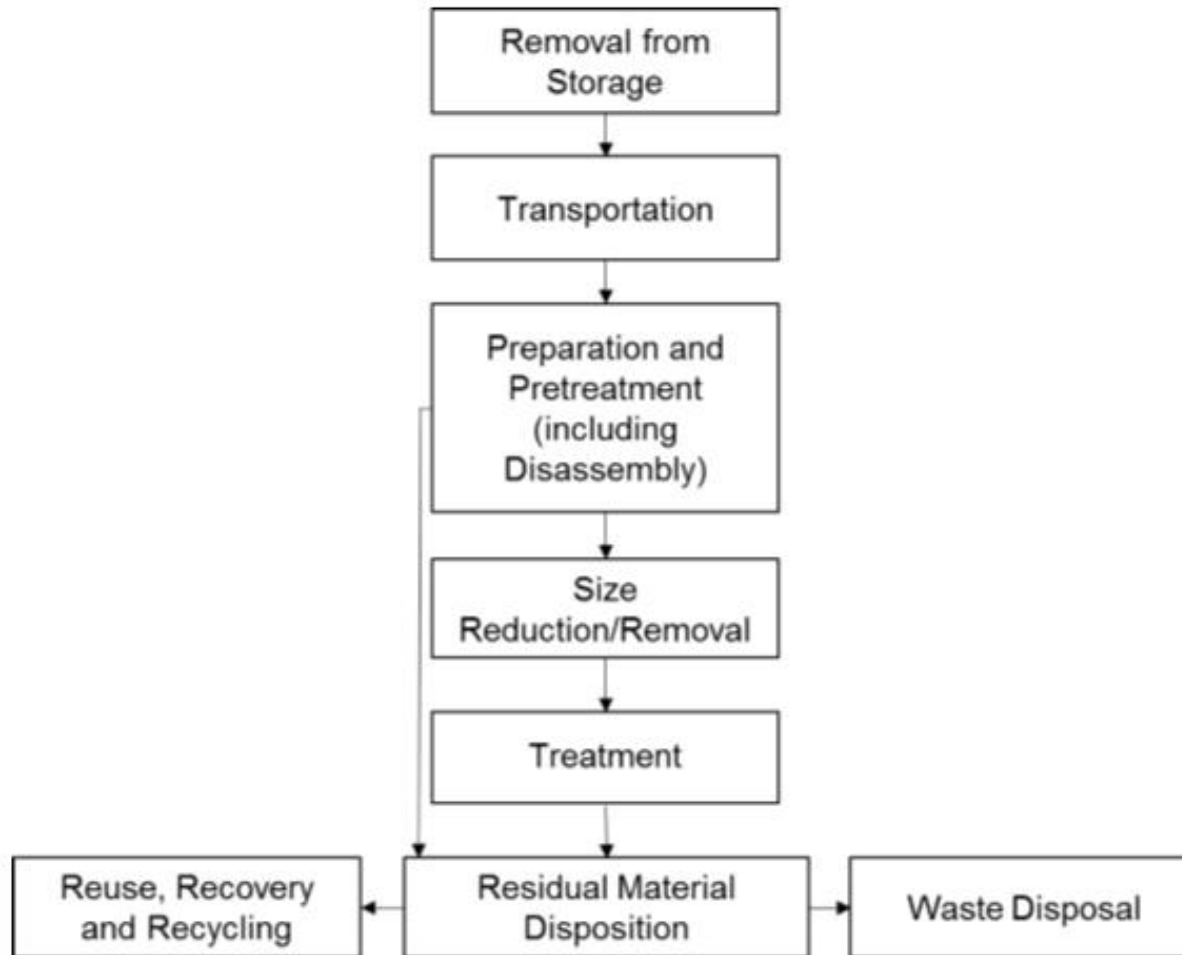 Removal from
Storage
Transportation
Preparation and
Pretreatment
(including
Disassembly)
Size
Reduction/Removal
Treatment
Reuse, Recovery
and Recycling
Residual Material
Disposition
Waste Disposal